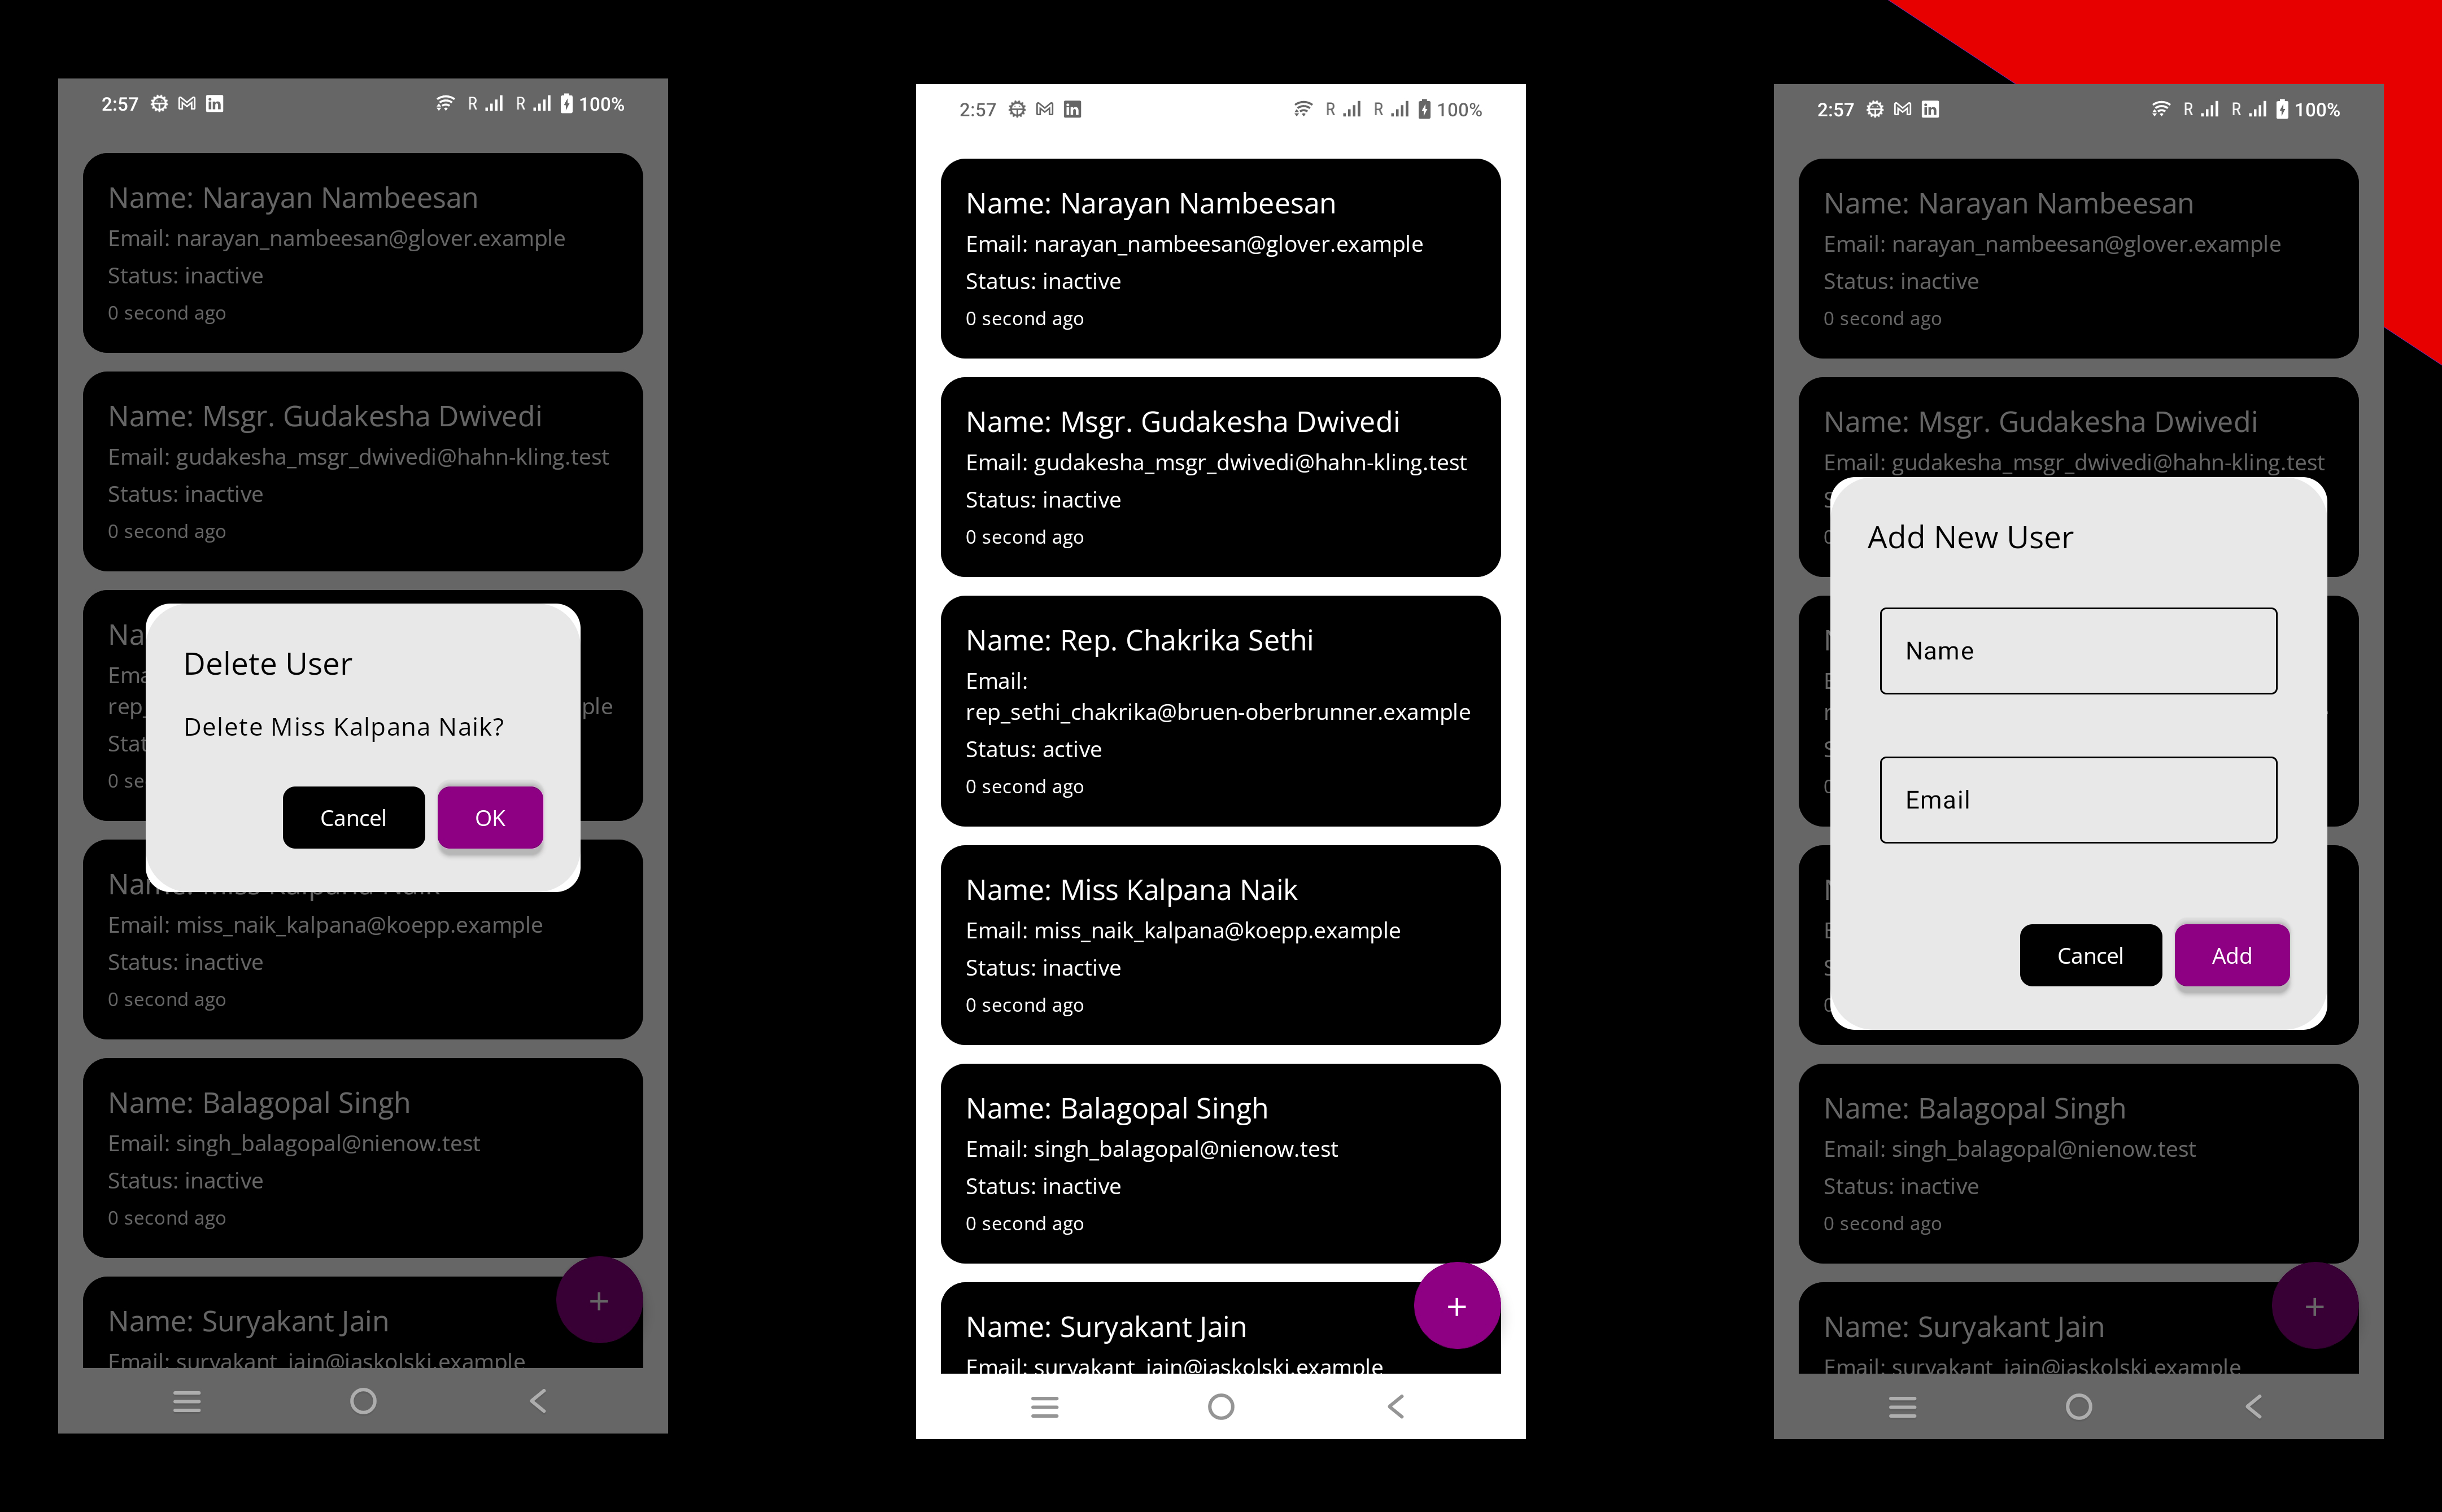 2:57 R R 100%
Name: Narayan Nambeesan
Email: narayan_nambeesan@glover.example
Status: inactive
0 second ago
Name: Msgr. Gudakesha Dwivedi
Email: gudakesha_msgr_dwivedi@hahn-kling.test
Status: inactive
0 second ago
Na
Ema
rep_ ple
Stat
0 se
Delete User
Delete Miss Kalpana Naik?
Cancel OK
Name: Miss Kalpana Naik
Email: miss_naik_kalpana@koepp.example
Status: inactive
0 second ago
Name: Balagopal Singh
Email: singh_balagopal@nienow.test
Status: inactive
0 second ago
+
Name: Suryakant Jain
Email: suryakant_jain@jaskolski.example
2:57 in R R 100%
Name: Narayan Nambeesan
Email: narayan_nambeesan@glover.example
Status: inactive
0 second ago
Name: Msgr. Gudakesha Dwivedi
Email: gudakesha_msgr_dwivedi@hahn-kling.test
Status: inactive
0 second ago
Name: Rep. Chakrika Sethi
Email:
rep_sethi_chakrika@bruen-oberbrunner.example
Status: active
0 second ago
Name: Miss Kalpana Naik
Email: miss_naik_kalpana@koepp.example
Status: inactive
0 second ago
Name: Balagopal Singh
Email: singh_balagopal@nienow.test
Status: inactive
0 second ago
+
Name: Suryakant Jain
Email: suryakant_jain@jaskolski.example
2:57 in R R 100%
Name: Narayan Nambeesan
Email: narayan_nambeesan@glover.example
Status: inactive
0 second ago
Name: Msgr. Gudakesha Dwivedi
Email: gudakesha_msgr_dwivedi@hahn-kling.test
Add New User
Name
Email
Cancel Add
Name: Balagopal Singh
Email: singh_balagopal@nienow.test
Status: inactive
0 second ago
+
Name: Suryakant Jain
Email: suryakant_jain@jaskolski.example